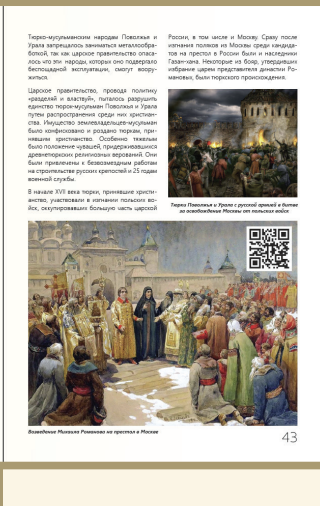 Тюрко-мусульманским народам Поволжья и
Урала запрещалось заниматься металлообра-
боткой, так как царское правительство опаса-
лось что эти народы, которых оно подвергало
беспощадной эксплуатации, смогут воору-
житься.
Царское правительство, проводя политику
«разделяй и властвуй», пыталось разрушить
единство тюрок-мусульман Поволжья и Урала
путем распространения среди них христиан-
ства. Имущество землевладельцев-мусульман
было конфисковано и роздано тюркам, при-
нявшим христианство. Особенно тяжелым
было положение чувашей, придерживавшихся
древнетюркских религиозных верований. Они
были привлечены к безвозмездным работам
на строительстве русских крепостей и 25 годам
военной службы.
В начале XVII века тюрки, принявшие христи-
анство, участвовали в изгнании польских во-
йск, оккупировавших большую часть царской
России, в том числе и Москву. Сразу после
изгнания поляков из Москвы среди кандида-
тов на престол в России были и наследники
Газан-хана. Некоторые из бояр, утвердивших
избрание царем представителя династии Ро-
мановых, были тюркского происхождения.
Тюрки Поволжья и Урала с русской армией в битве
за освобождение Москвы от польских войск
Возведение Михаила Романова на престол в Москве
43